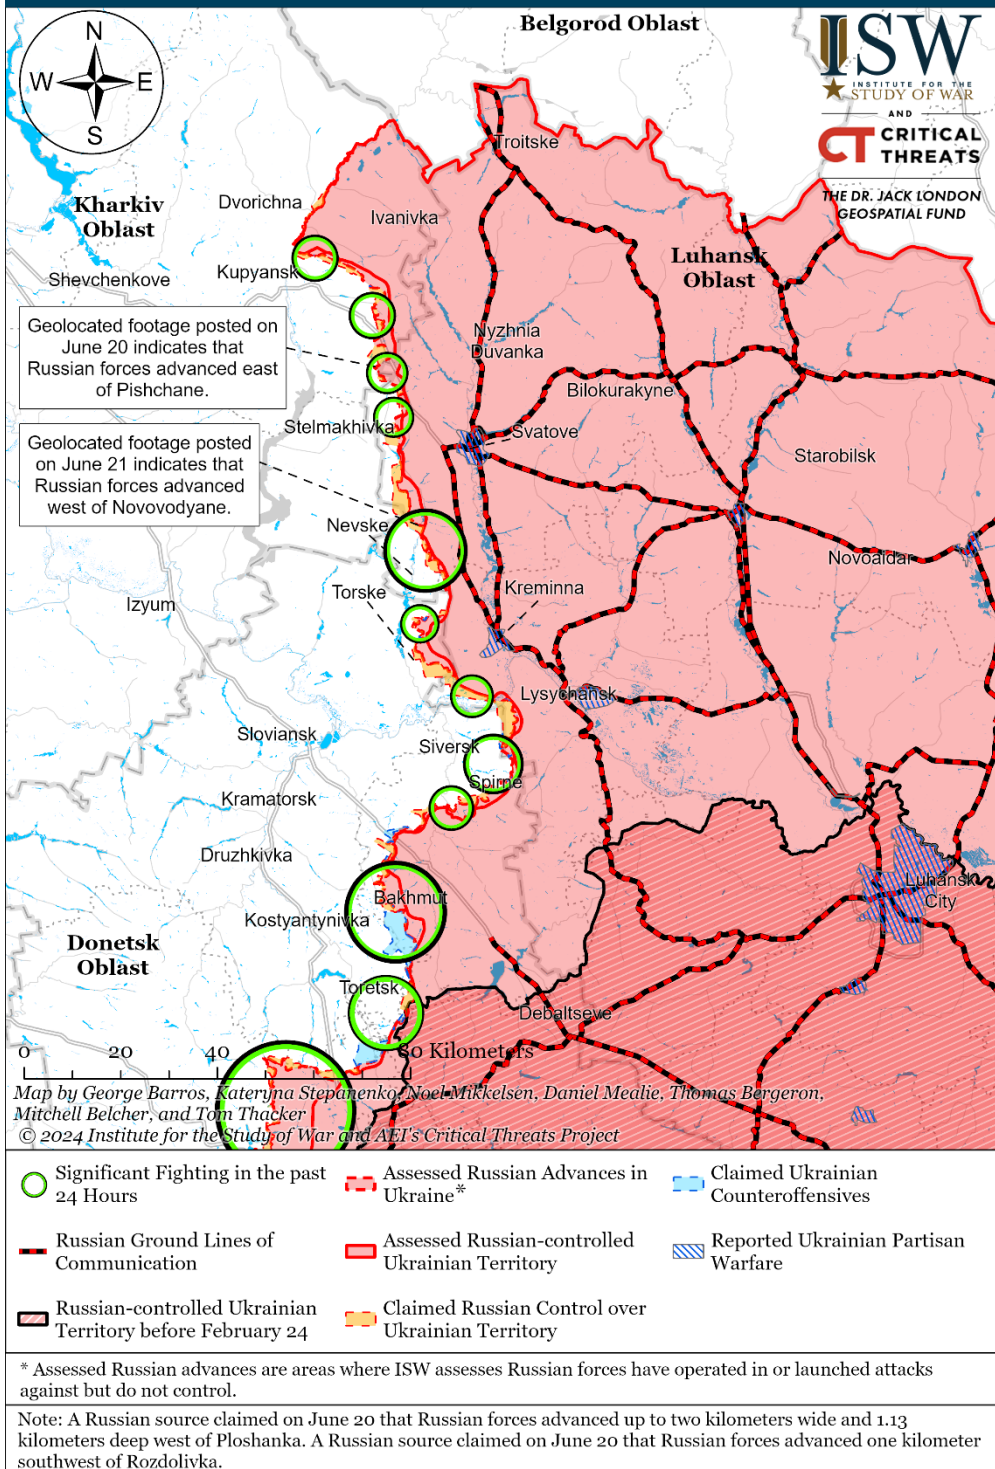 Belgorod Oblast
N
W E
S
ISW
INSTITUTE FOR THE
STUDY OF WAR
AND
CT CRITICAL
THREATS
THE DR. JACK LONDON
GEOSPATIAL FUND
Troitske
Kharkiv
Oblast
Dvorichna
Ivanivka
Luhansk
Oblast
Shevchenkove
Kupyansk
Geolocated footage posted on
June 20 indicates that
Russian forces advanced east
of Pishchane.
Nyzhnia
Duvanka
Bilokurakyne
Stelmakhivka
Svatove
Geolocated footage posted
on June 21 indicates that
Russian forces advanced
west of Novovodyane.
Starobilsk
Nevske
Novoaidar
Torske
Kreminna
Izyum
Lysychansk
Sloviansk
Siversk
Spirne
Kramatorsk
Druzhkivka
Luhansk
City
Bakhmut
Kostyantynivka
Donetsk
Oblast
Toretsk
Debaltseve
0 20 40 80 Kilometers
Map by George Barros, Kateryna Stepanenko, Noel Mikkelsen, Daniel Mealie, Thomas Bergeron,
Mitchell Belcher, and Tom Thacker
© 2024 Institute for the Study of War and AEI's Critical Threats Project
Significant Fighting in the past
24 Hours
Assessed Russian Advances in
Ukraine*
Claimed Ukrainian
Counteroffensives
Russian Ground Lines of
Communication
Assessed Russian-controlled
Ukrainian Territory
Reported Ukrainian Partisan
Warfare
Russian-controlled Ukrainian
Territory before February 24
Claimed Russian Control over
Ukrainian Territory
* Assessed Russian advances are areas where ISW assesses Russian forces have operated in or launched attacks
against but do not control.
Note: A Russian source claimed on June 20 that Russian forces advanced up to two kilometers wide and 1.13
kilometers deep west of Ploshanka. A Russian source claimed on June 20 that Russian forces advanced one kilometer
southwest of Rozdolivka.